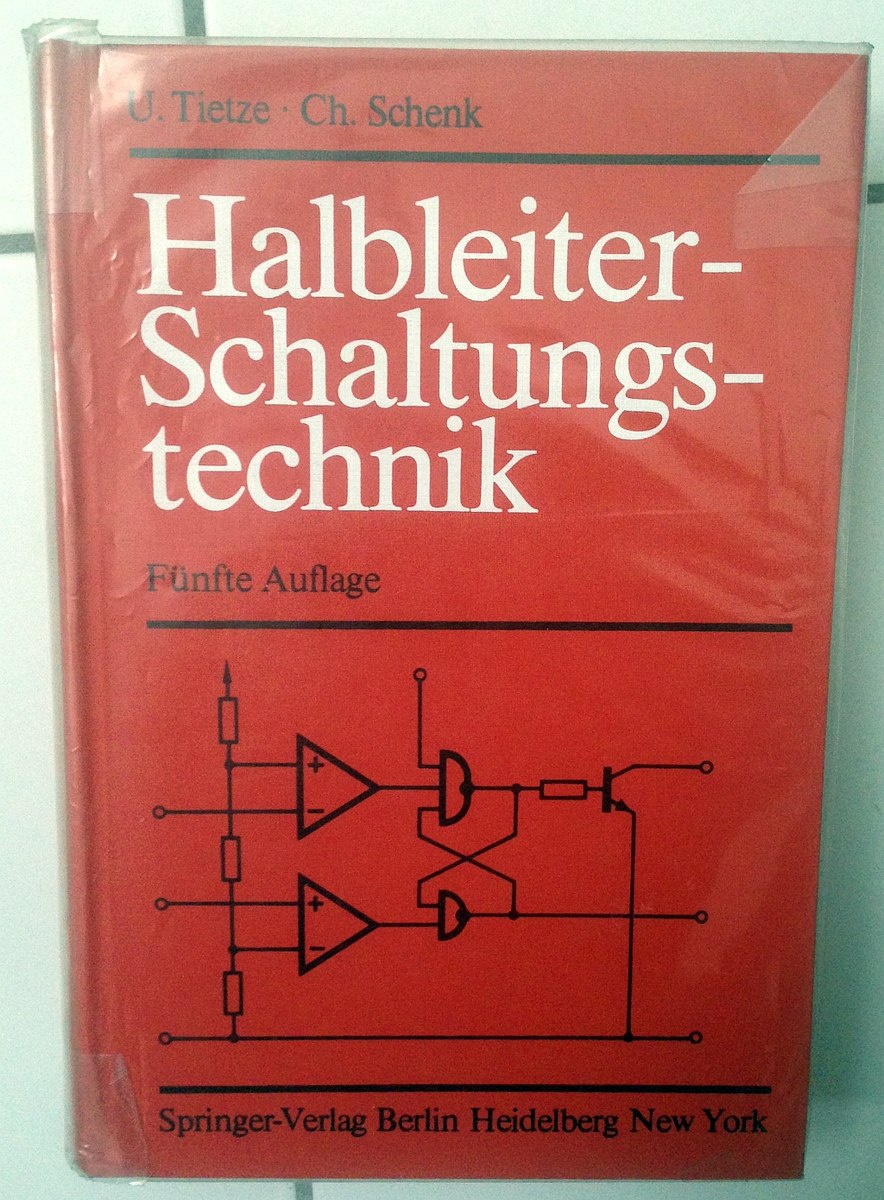 U. Tietze · Ch. Schenk
Halbleiter-
Schaltungs-
technik
Fünfte Auflage
+
−
+
−
Springer-Verlag Berlin Heidelberg New York